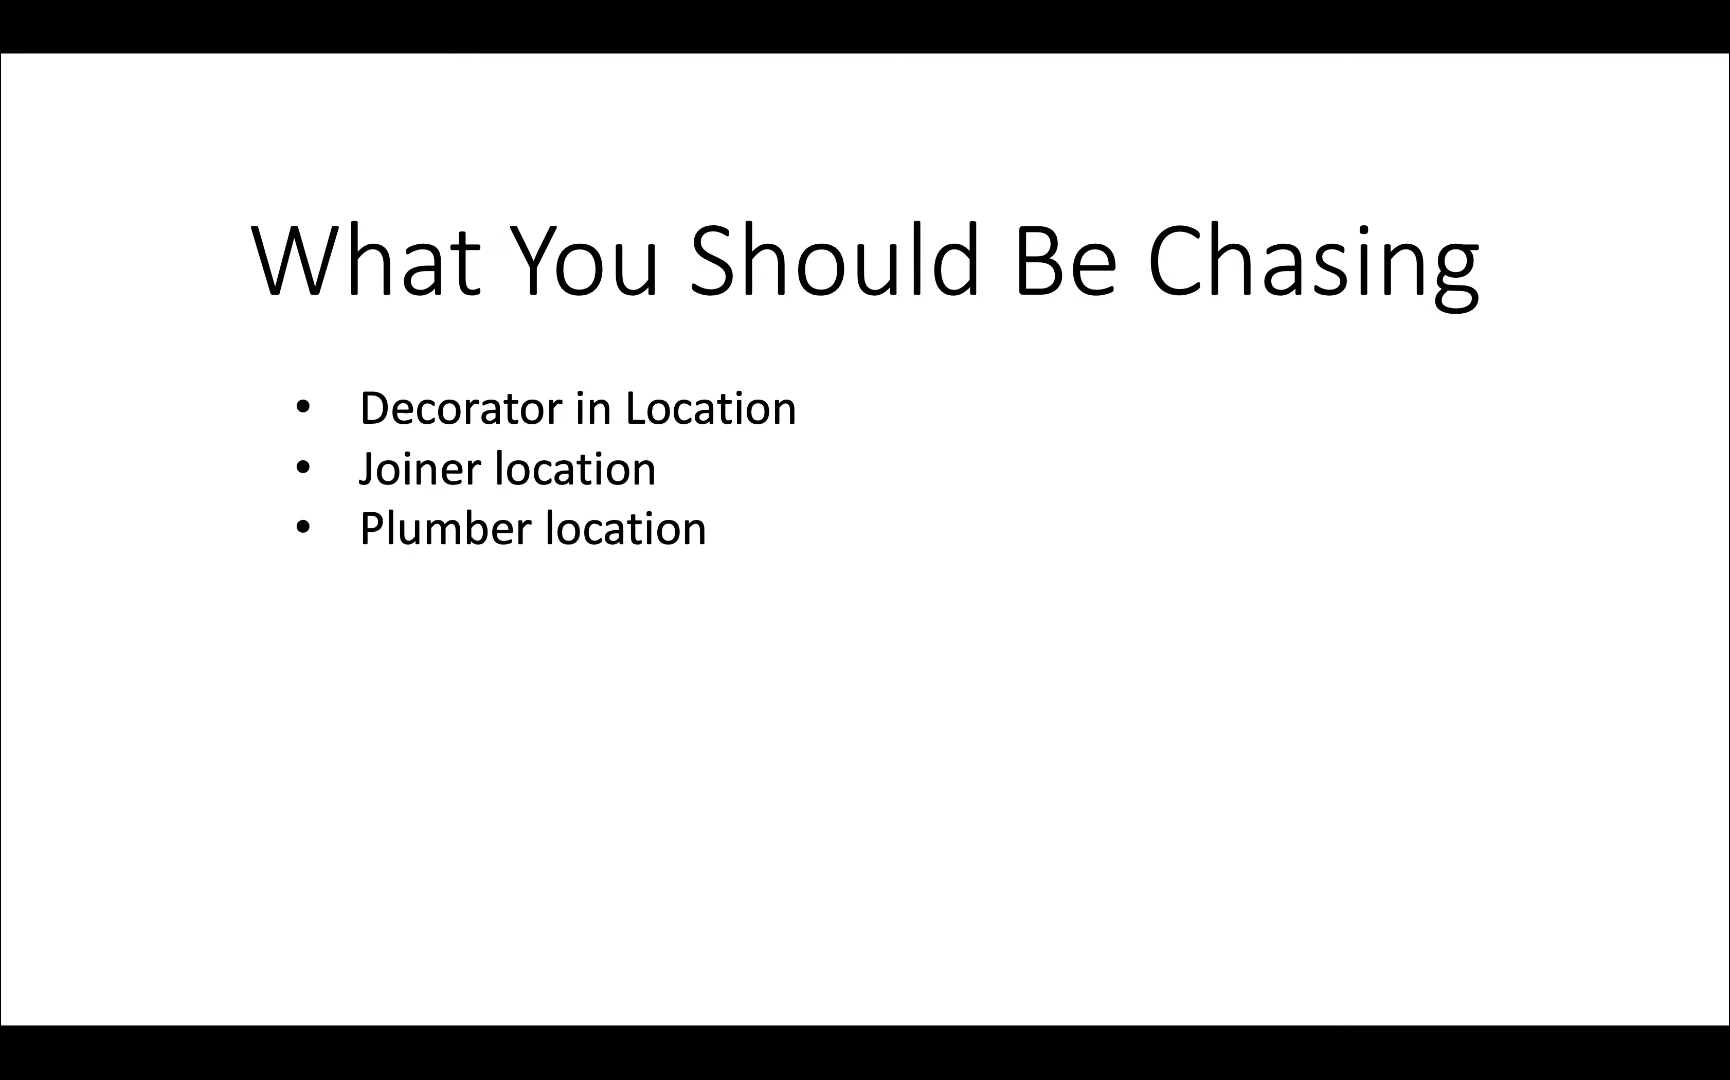 What You Should Be Chasing
• Decorator in Location
• Joiner location
• Plumber location